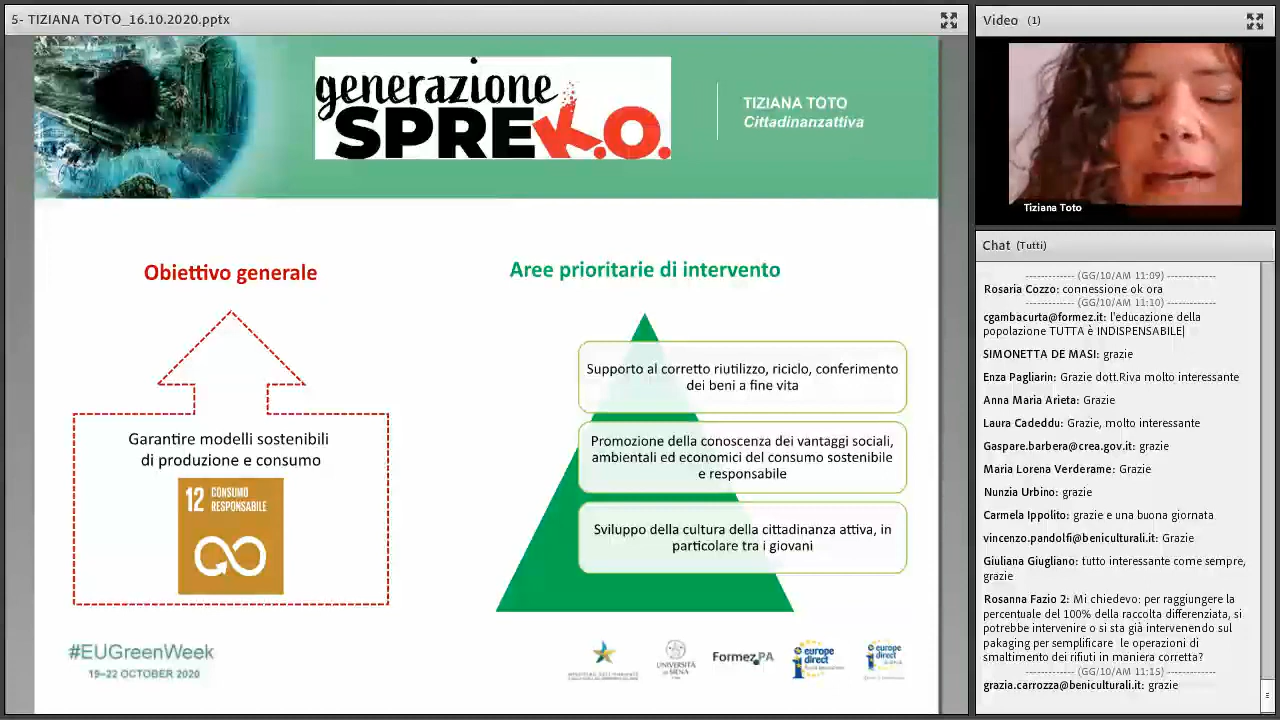 5- TIZIANA TOTO_16.10.2020.pptx
generazione
SPREK.O.
TIZIANA TOTO
Cittadinanzattiva
Obiettivo generale
Garantire modelli sostenibili
di produzione e consumo
12 CONSUMO
RESPONSABILE
Aree prioritarie di intervento
Supporto al corretto riutilizzo, riciclo, conferimento
dei beni a fine vita
Promozione della conoscenza dei vantaggi sociali,
ambientali ed economici del consumo sostenibile
e responsabile
Sviluppo della cultura della cittadinanza attiva, in
particolare tra i giovani
#EUGreenWeek
19–22 OCTOBER 2020
UNIVERSITÀ
DI SIENA
FormezPA
europe
direct
europe
direct
Video (1)
Tiziana Toto
Chat (Tutti)
------------ (GG/10/AM 11:09) ------------
Rosaria Cozzo: connessione ok ora
------------ (GG/10/AM 11:10) ------------
cgambacurta@formez.it: l'educazione della
popolazione TUTTA è INDISPENSABILE|
SIMONETTA DE MASI: grazie
Enza Pagliarin: Grazie dott.Riva molto interessante
Anna Maria Arieta: Grazie
Laura Cadeddu: Grazie, molto interessante
Gaspare.barbera@crea.gov.it: grazie
Maria Lorena Verderame: Grazie
Nunzia Urbino: grazie
Carmela Ippolito: grazie e una buona giornata
vincenzo.pandolfi@beniculturali.it: Grazie
Giuliana Giugliano: tutto interessante come sempre,
grazie
Rosanna Fazio 2: Mi chiedevo: per raggiungere la
percentuale del 100% della raccolta differenziata, si
potrebbe intervenire o si sta già intervenendo sul
pakaging per semplificare le operazioni di
smaltimento dei rifiuti in maniera corretta?
------------ (GG/10/AM 11:15) ------------
grazia.carrozza@beniculturali.it: grazie